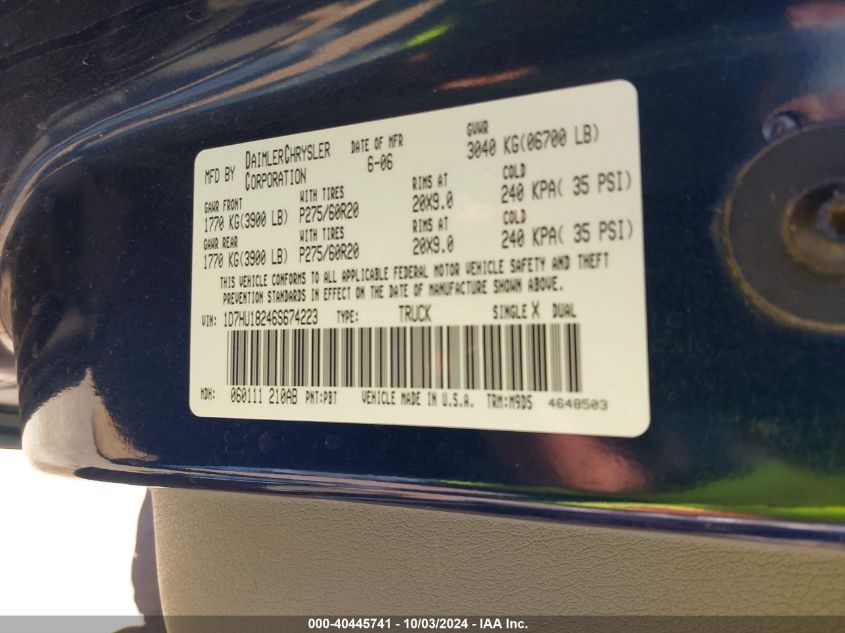 MFD BY DAIMLERCHRYSLER CORPORATION
DATE OF MFR 6-06
GVWR 3040 KG(06700 LB)
GAWR FRONT WITH TIRES RIMS AT COLD
1770 KG(3900 LB) P275/60R20 20X9.0 240 KPA( 35 PSI)
GAWR REAR WITH TIRES RIMS AT COLD
1770 KG(3900 LB) P275/60R20 20X9.0 240 KPA( 35 PSI)
THIS VEHICLE CONFORMS TO ALL APPLICABLE FEDERAL MOTOR VEHICLE SAFETY AND THEFT
PREVENTION STANDARDS IN EFFECT ON THE DATE OF MANUFACTURE SHOWN ABOVE.
VIN: 1D7HU18246S674223 TYPE: TRUCK SINGLE X DUAL
MDH: 060111 210AB PNT:PBT VEHICLE MADE IN U.S.A. TRM:M9D5 4648503
000-40445741 - 10/03/2024 - IAA Inc.